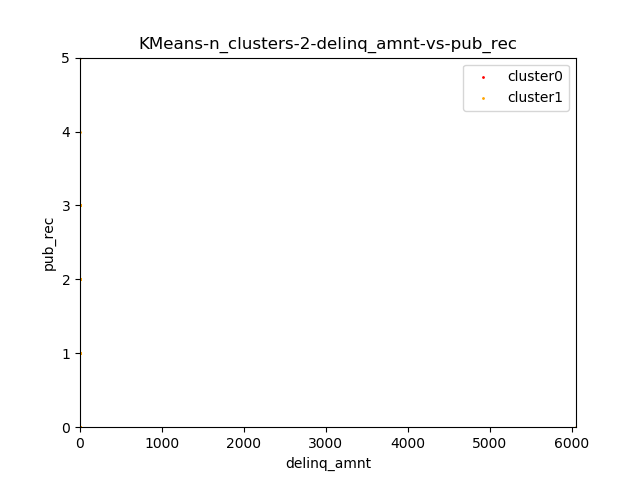 KMeans-n_clusters-2-delinq_amnt-vs-pub_rec
cluster0
cluster1
5
4
3
2
1
0
pub_rec
0 1000 2000 3000 4000 5000 6000
delinq_amnt